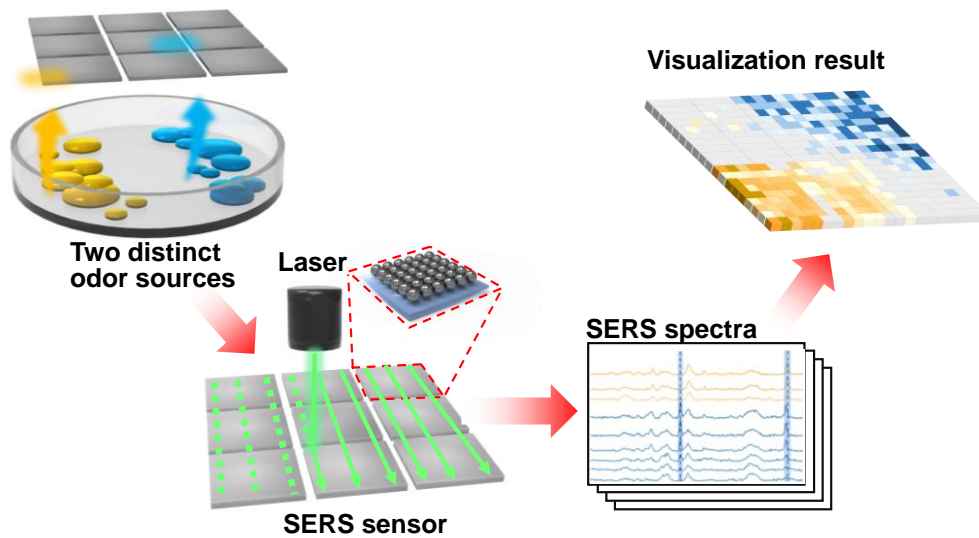 Visualization result
Two distinct
odor sources
Laser
SERS spectra
SERS sensor